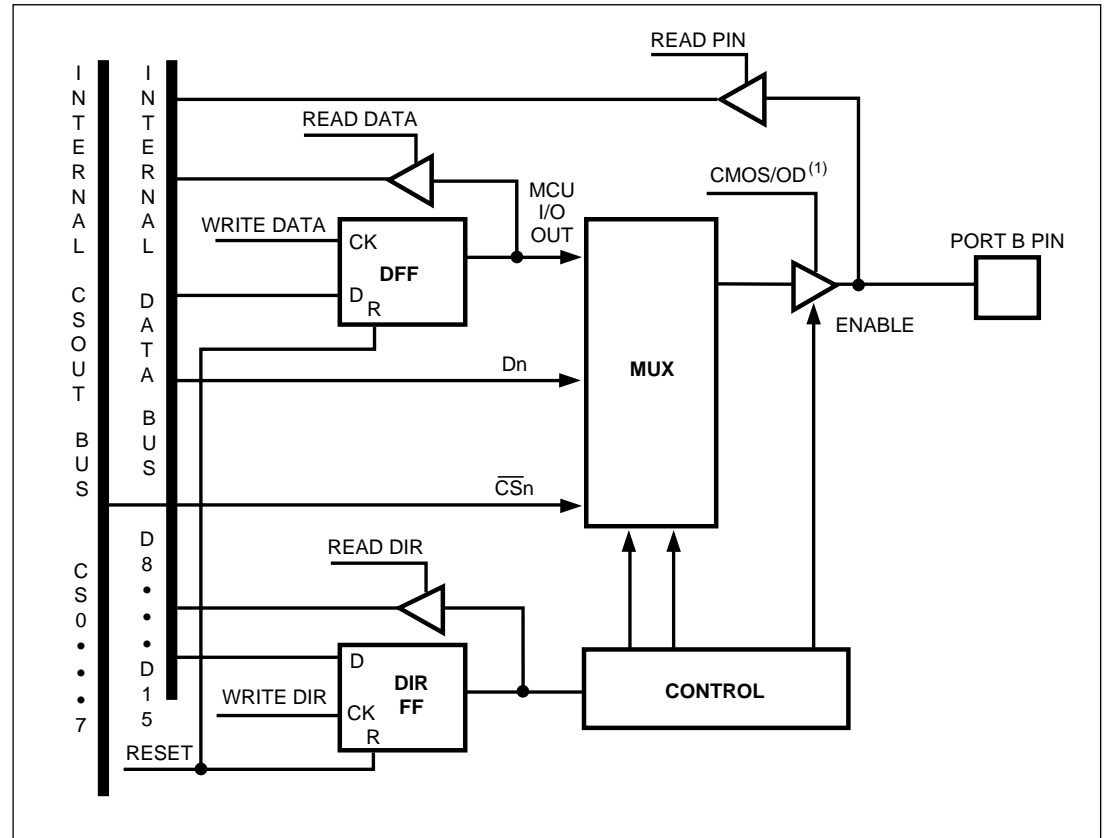 INTERNAL CSOUT BUS CS0•••7
INTERNAL DATA BUS D8•••D15
READ PIN
READ DATA
CMOS/OD(1)
MCU
I/O
OUT
WRITE DATA
CK
DFF
D
R
PORT B PIN
ENABLE
Dn
MUX
CSn
READ DIR
D
DIR
FF
WRITE DIR
CK
R
CONTROL
RESET